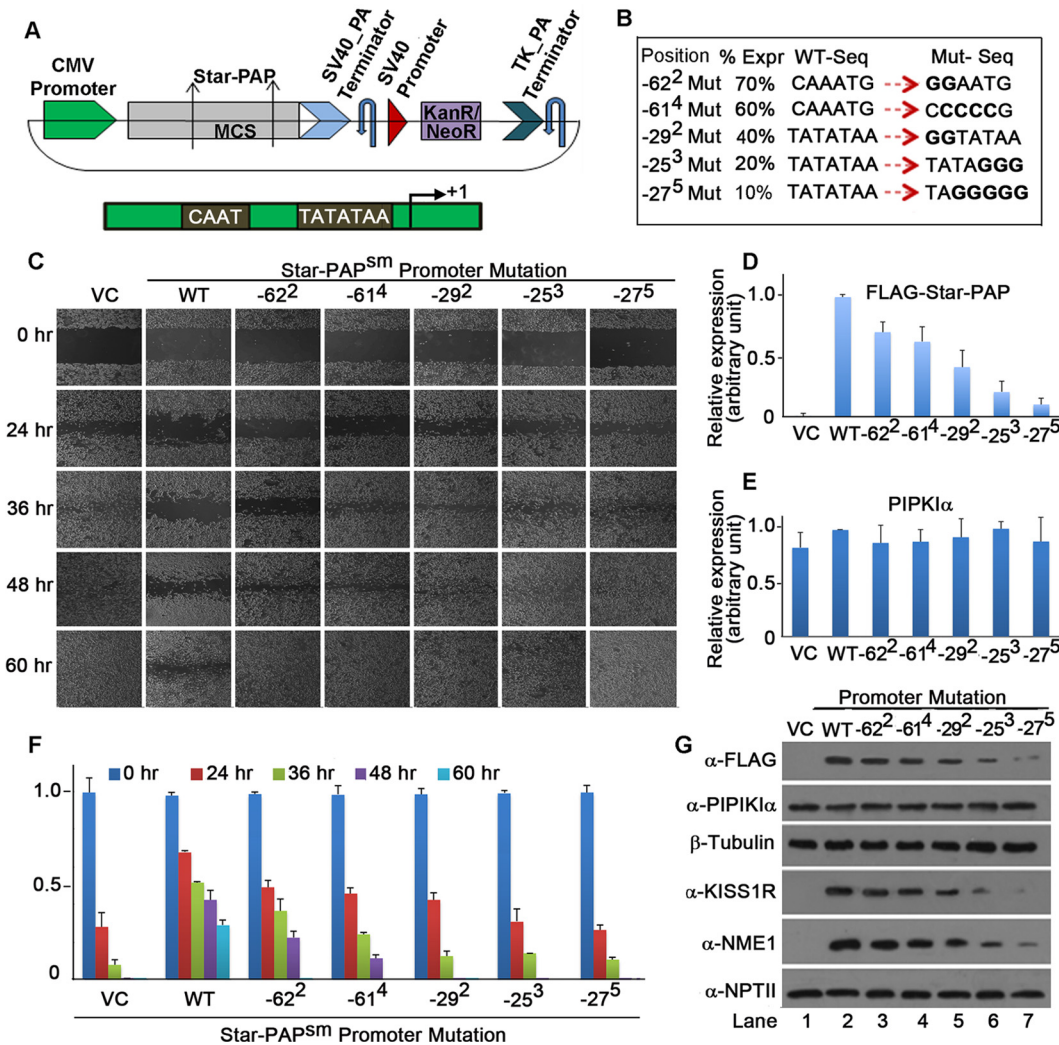 A
CMV
Promoter
Star-PAP
SV40_PA
Terminator
SV40
Promoter
TK_PA
Terminator
MCS
KanR/
NeoR
+1
CAAT
TATATAA
B
Position % Expr WT-Seq Mut- Seq
-62² Mut 70% CAAATG GGAATG
-61⁴ Mut 60% CAAATG CCCCCG
-29² Mut 40% TATATAA GGTATAA
-25³ Mut 20% TATATAA TATAGGG
-27⁵ Mut 10% TATATAA TAGGGGG
C
Star-PAPˢᵐ Promoter Mutation
VC WT -62² -61⁴ -29² -25³ -27⁵
0 hr
24 hr
36 hr
48 hr
60 hr
D
FLAG-Star-PAP
Relative expression
(arbitrary unit)
1.0
0.5
0
VC WT -62² -61⁴ -29² -25³ -27⁵
E
PIPKIα
Relative expression
(arbitrary unit)
1.0
0.5
0
VC WT -62² -61⁴ -29² -25³ -27⁵
F
0 hr 24 hr 36 hr 48 hr 60 hr
1.0
0.5
0
VC WT -62² -61⁴ -29² -25³ -27⁵
Star-PAPˢᵐ Promoter Mutation
G
Promoter Mutation
VC WT -62² -61⁴ -29² -25³ -27⁵
α-FLAG
α-PIPIKIα
β-Tubulin
α-KISS1R
α-NME1
α-NPTII
Lane 1 2 3 4 5 6 7